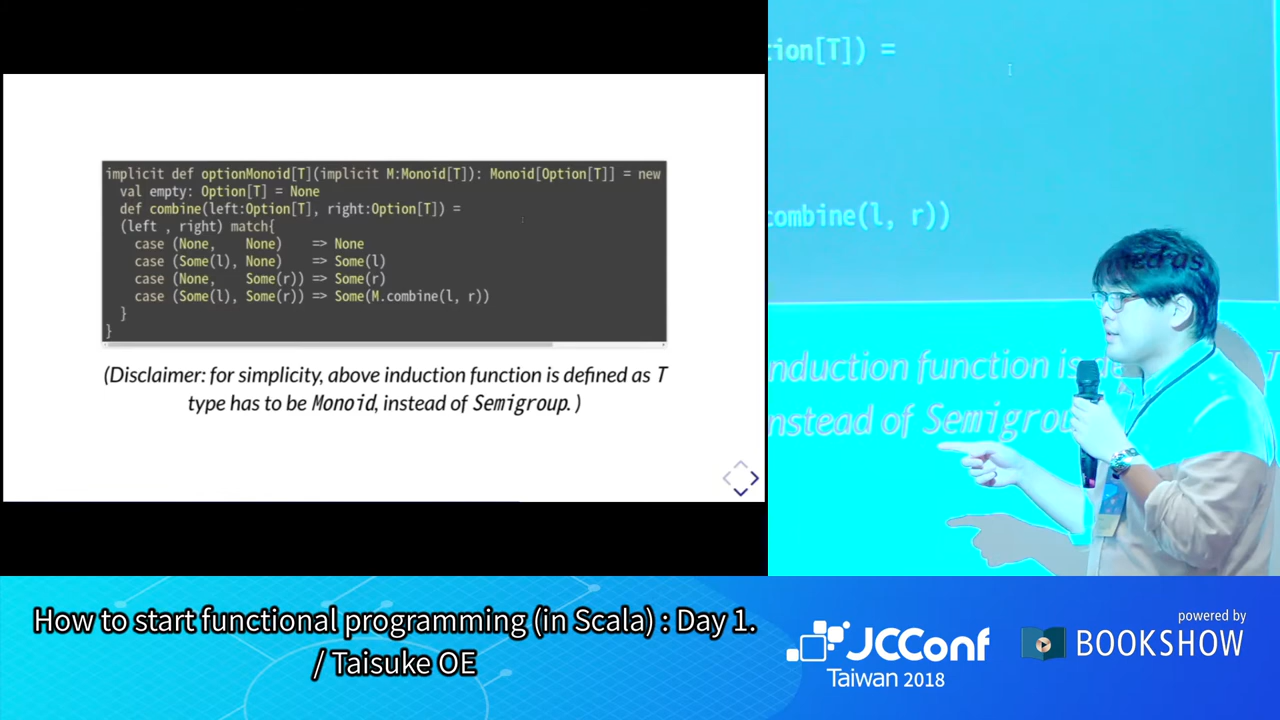 implicit def optionMonoid[T](implicit M:Monoid[T]): Monoid[Option[T]] = new
  val empty: Option[T] = None
  def combine(left:Option[T], right:Option[T]) =
  (left , right) match{
    case (None,    None)    => None
    case (Some(l), None)    => Some(l)
    case (None,    Some(r)) => Some(r)
    case (Some(l), Some(r)) => Some(M.combine(l, r))
  }
}
(Disclaimer: for simplicity, above induction function is defined as T
type has to be Monoid, instead of Semigroup. )
tion[T]) =
combine(l, r))
ned as
nduction function is de T
nstead of Semigrou
How to start functional programming (in Scala) : Day 1.
/ Taisuke OE
JCConf
Taiwan 2018
powered by
BOOKSHOW